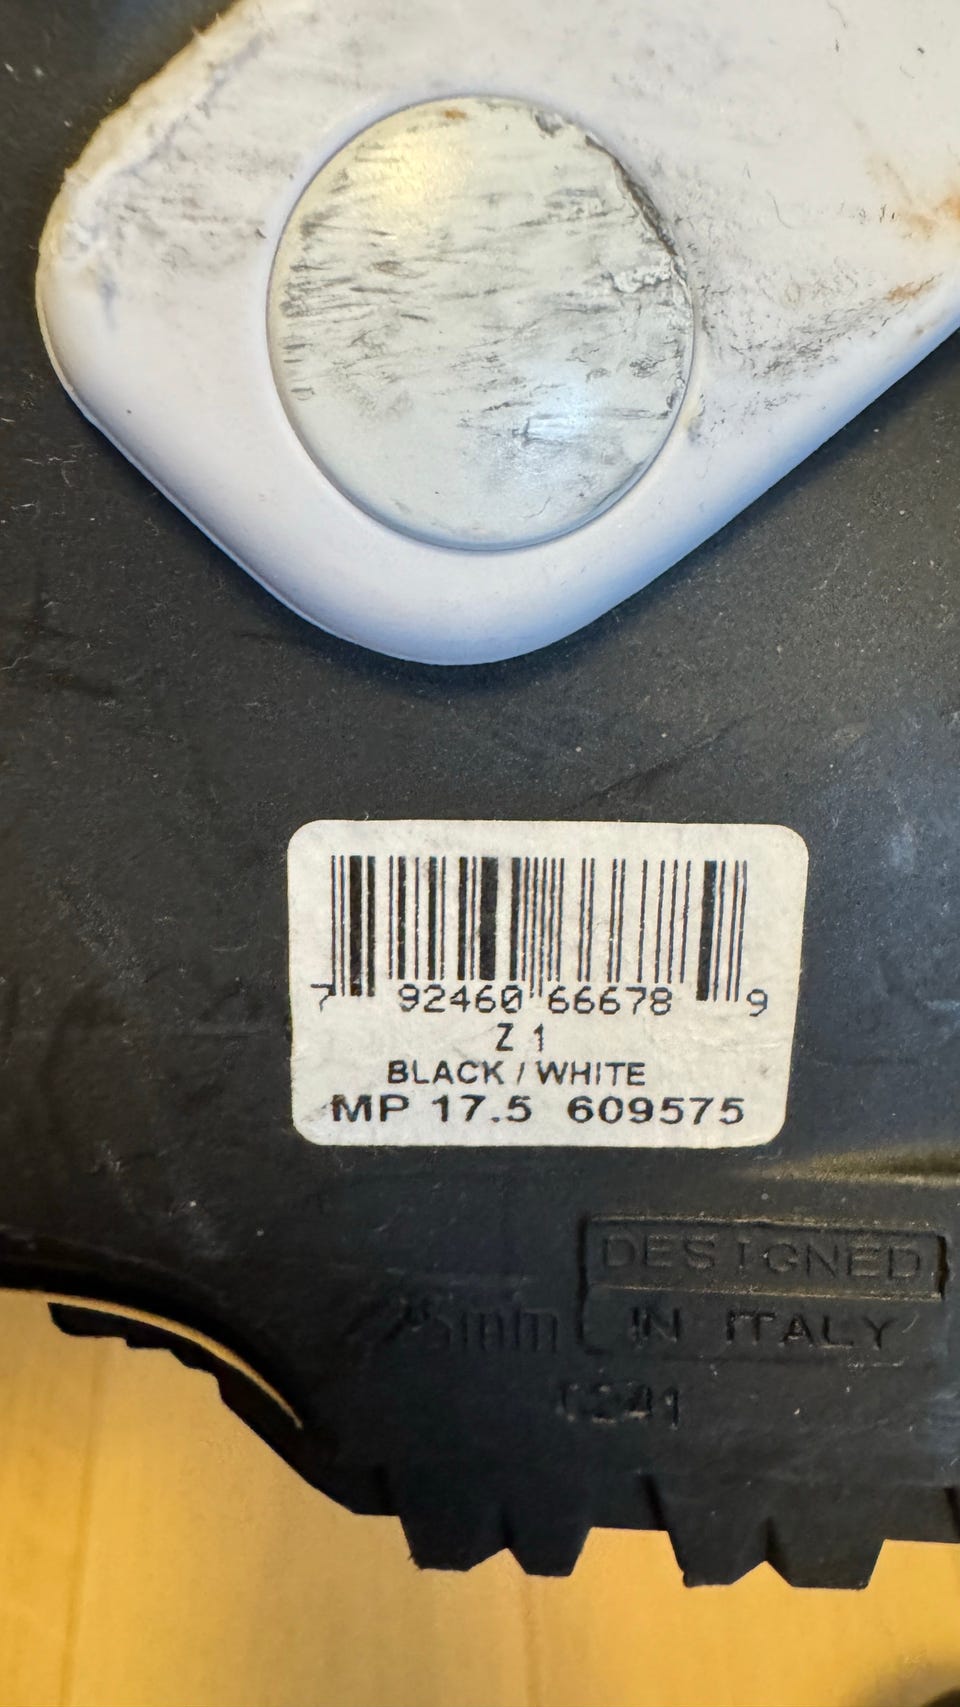 7 92460 66678 9
Z 1
BLACK / WHITE
MP 17.5 609575
DESIGNED
IN ITALY